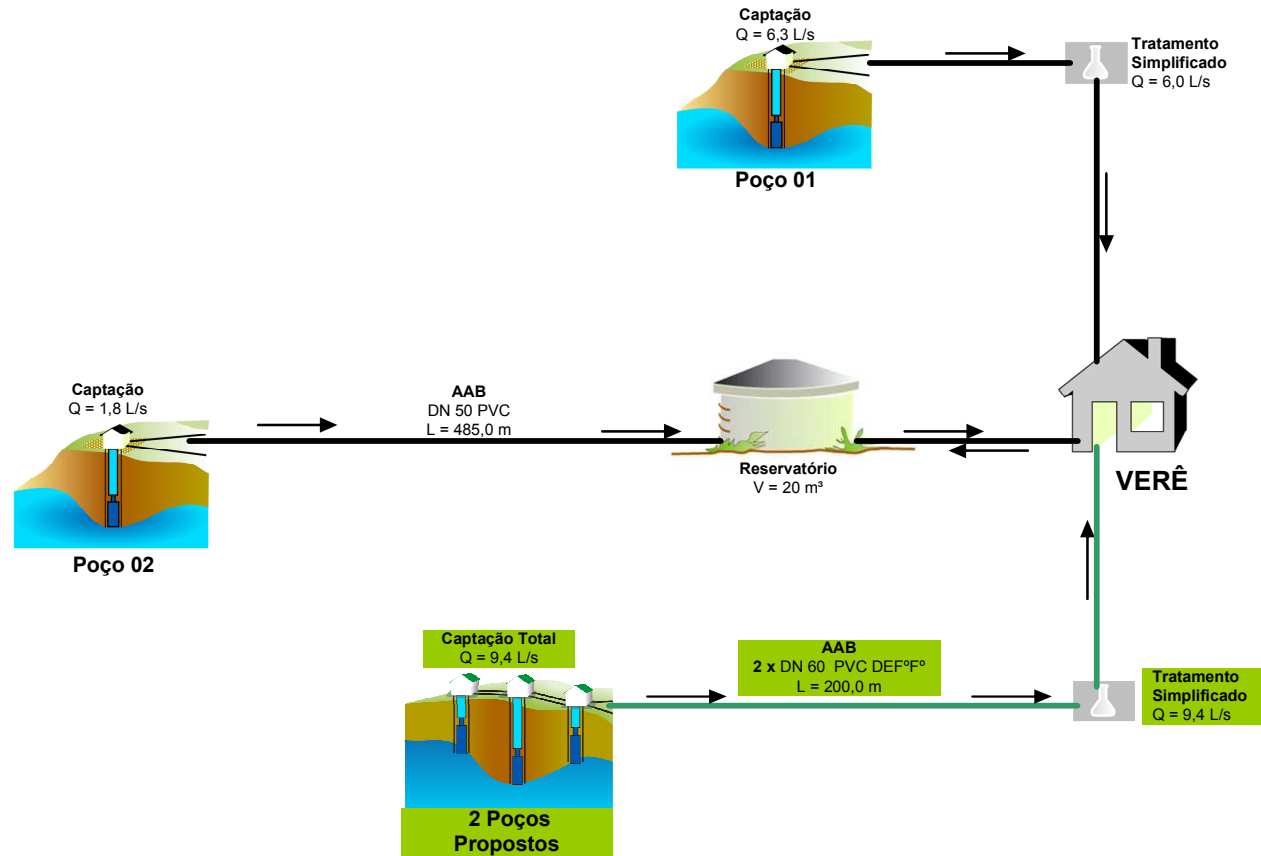 Captação
Q = 6,3 L/s
Poço 01
Tratamento
Simplificado
Q = 6,0 L/s
Captação
Q = 1,8 L/s
Poço 02
AAB
DN 50 PVC
L = 485,0 m
Reservatório
V = 20 m³
VERÊ
Captação Total
Q = 9,4 L/s
2 Poços
Propostos
AAB
2 x DN 60 PVC DEFºFº
L = 200,0 m
Tratamento
Simplificado
Q = 9,4 L/s